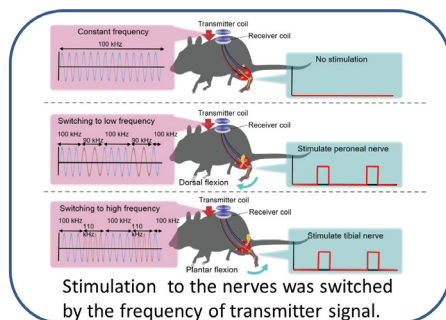 Constant frequency
100 kHz
Transmitter coil
Receiver coil
No stimulation
Switching to low frequency
100 kHz 100 kHz 100 kHz
90 kHz 90 kHz
Transmitter coil
Receiver coil
Dorsal flexion
Stimulate peroneal nerve
Switching to high frequency
100 kHz 100 kHz 100 kHz
110 kHz 110 kHz
Transmitter coil
Receiver coil
Plantar flexion
Stimulate tibial nerve
Stimulation to the nerves was switched
by the frequency of transmitter signal.